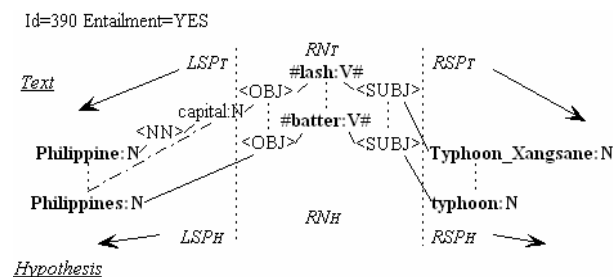 Id=390 Entailment=YES
LSPT RNT RSPT
#lash:V#
Text <OBJ> <SUBJ>
capital:N
#batter:V#
<NN>
<OBJ> <SUBJ>
Philippine:N Typhoon_Xangsane:N
Philippines:N typhoon:N
RNH
LSPH RSPH
Hypothesis